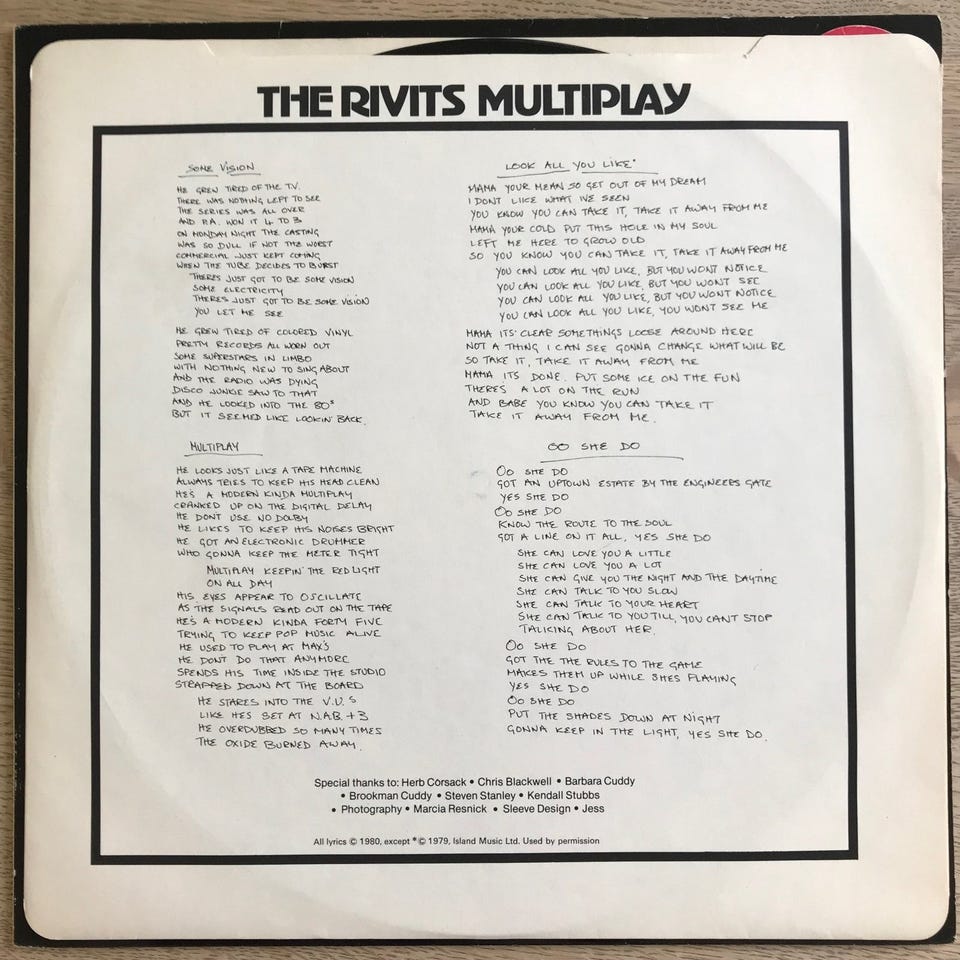 THE RIVITS MULTIPLAY
SOME VISION
HE GREW TIRED OF THE T.V.
THERE WAS NOTHING LEFT TO SEE
THE SERIES WAS ALL OVER
AND P.A. WON IT 4 TO 3
ON MONDAY NIGHT THE CASTING
WAS SO DULL IF NOT THE WORST
COMMERCIAL JUST KEPT COMING
WHEN THE TUBE DECIDES TO BURST
THERES JUST GOT TO BE SOME VISION
SOME ELECTRICITY
THERES JUST GOT TO BE SOME VISION
YOU LET ME SEE
HE GREW TIRED OF COLORED VINYL
PRETTY RECORDS ALL WORN OUT
SOME SUPERSTARS IN LIMBO
WITH NOTHING NEW TO SING ABOUT
AND THE RADIO WAS DYING
DISCO JUNKIE SAW TO THAT
AND HE LOOKED INTO THE 80s
BUT IT SEEMED LIKE LOOKIN' BACK.
MULTIPLAY
HE LOOKS JUST LIKE A TAPE MACHINE
ALWAYS TRIES TO KEEP HIS HEAD CLEAN
HE'S A MODERN KINDA MULTIPLAY
CRANKED UP ON THE DIGITAL DELAY
HE DONT USE NO DOLBY
HE LIKES TO KEEP HIS NOISES BRIGHT
HE GOT AN ELECTRONIC DRUMMER
WHO GONNA KEEP THE METER TIGHT
MULTIPLAY KEEPIN' THE RED LIGHT
ON ALL DAY
HIS EYES APPEAR TO OSCILLATE
AS THE SIGNALS READ OUT ON THE TAPE
HE'S A MODERN KINDA FORTY FIVE
TRYING TO KEEP POP MUSIC ALIVE
HE USED TO PLAY AT MAX'S
HE DONT DO THAT ANYMORE
SPENDS HIS TIME INSIDE THE STUDIO
STRAPPED DOWN AT THE BOARD
HE STARES INTO THE V.U.s
LIKE HES SET AT N.A.B. +3
HE OVERDUBBED SO MANY TIMES
THE OXIDE BURNED AWAY.
LOOK ALL YOU LIKE*
MAMA YOUR MEAN SO GET OUT OF MY DREAM
I DONT LIKE WHAT IVE SEEN
YOU KNOW YOU CAN TAKE IT, TAKE IT AWAY FROM ME
MAMA YOUR COLD PUT THIS HOLE IN MY SOUL
LEFT ME HERE TO GROW OLD
SO YOU KNOW YOU CAN TAKE IT, TAKE IT AWAY FROM ME
YOU CAN LOOK ALL YOU LIKE, BUT YOU WONT NOTICE
YOU CAN LOOK ALL YOU LIKE, BUT YOU WONT SEE
YOU CAN LOOK ALL YOU LIKE, BUT YOU WONT NOTICE
YOU CAN LOOK ALL YOU LIKE, YOU WONT SEE ME
MAMA ITS' CLEAR SOMETHINGS LOOSE AROUND HERE
NOT A THING I CAN SEE GONNA CHANGE WHAT WILL BE
SO TAKE IT, TAKE IT AWAY FROM ME
MAMA ITS DONE. PUT SOME ICE ON THE FUN
THERE'S A LOT ON THE RUN
AND BABE YOU KNOW YOU CAN TAKE IT
TAKE IT AWAY FROM ME.
OO SHE DO
OO SHE DO
GOT AN UPTOWN ESTATE BY THE ENGINEERS GATE
YES SHE DO
OO SHE DO
KNOW THE ROUTE TO THE SOUL
GOT A LINE ON IT ALL, YES SHE DO
SHE CAN LOVE YOU A LITTLE
SHE CAN LOVE YOU A LOT
SHE CAN GIVE YOU THE NIGHT AND THE DAYTIME
SHE CAN TALK TO YOU SLOW
SHE CAN TALK TO YOUR HEART
SHE CAN TALK TO YOU TILL, YOU CANT STOP
TALKING ABOUT HER.
OO SHE DO
GOT THE THE RULES TO THE GAME
MAKES THEM UP WHILE SHES PLAYING
YES SHE DO
OO SHE DO
PUT THE SHADES DOWN AT NIGHT
GONNA KEEP IN THE LIGHT, YES SHE DO.
Special thanks to: Herb Corsack • Chris Blackwell • Barbara Cuddy
• Brookman Cuddy • Steven Stanley • Kendall Stubbs
• Photography • Marcia Resnick • Sleeve Design • Jess
All lyrics © 1980, except *© 1979, Island Music Ltd. Used by permission